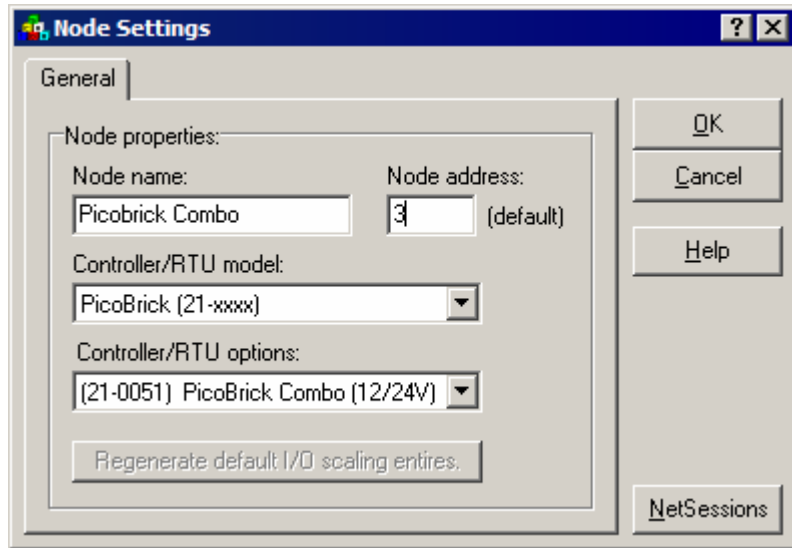 Node Settings
General
Node properties:
Node name:
Node address:
Picobrick Combo
3
(default)
Controller/RTU model:
PicoBrick (21-xxxx)
Controller/RTU options:
(21-0051) PicoBrick Combo (12/24V)
Regenerate default I/O scaling entires.
OK
Cancel
Help
NetSessions